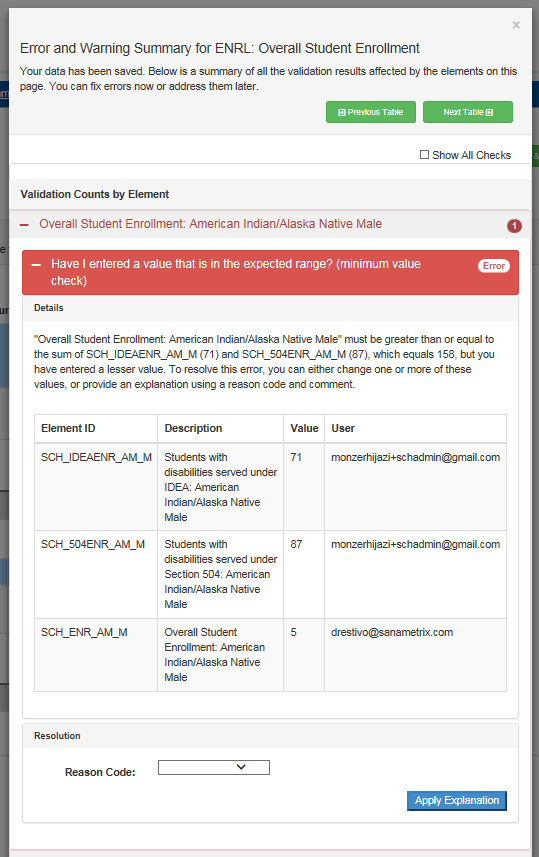 ×
Error and Warning Summary for ENRL: Overall Student Enrollment
Your data has been saved. Below is a summary of all the validation results affected by the elements on this
page. You can fix errors now or address them later.
Previous Table
Next Table
Show All Checks
Validation Counts by Element
Overall Student Enrollment: American Indian/Alaska Native Male
1
Have I entered a value that is in the expected range? (minimum value
check)
Error
Details
"Overall Student Enrollment: American Indian/Alaska Native Male" must be greater than or equal to
the sum of SCH_IDEAENR_AM_M (71) and SCH_504ENR_AM_M (87), which equals 158, but you
have entered a lesser value. To resolve this error, you can either change one or more of these
values, or provide an explanation using a reason code and comment.
Element ID Description Value User
SCH_IDEAENR_AM_M Students with 71 monzerhijazi+schadmin@gmail.com
disabilities served under
IDEA: American
Indian/Alaska Native
Male
SCH_504ENR_AM_M Students with 87 monzerhijazi+schadmin@gmail.com
disabilities served under
Section 504: American
Indian/Alaska Native
Male
SCH_ENR_AM_M Overall Student 5 drestivo@sanametrix.com
Enrollment: American
Indian/Alaska Native
Male
Resolution
Reason Code:
Apply Explanation